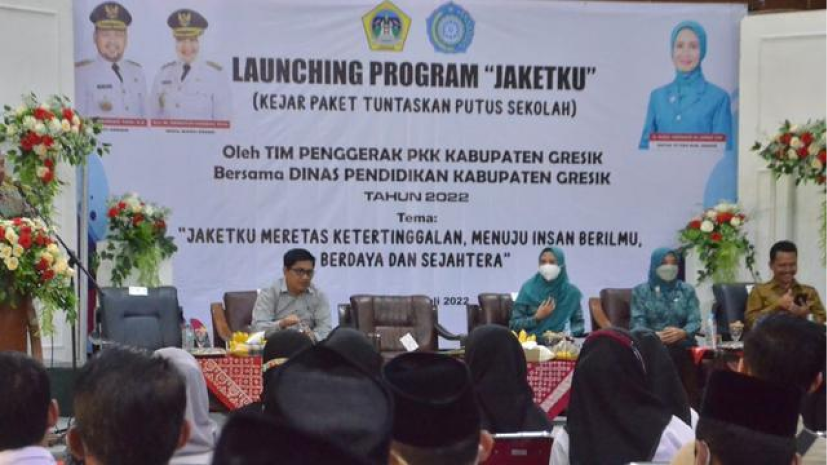 LAUNCHING PROGRAM "JAKETKU"
(KEJAR PAKET TUNTASKAN PUTUS SEKOLAH)
Oleh TIM PENGGERAK PKK KABUPATEN GRESIK
Bersama DINAS PENDIDIKAN KABUPATEN GRESIK
TAHUN 2022
Tema:
"JAKETKU MERETAS KETERTINGGALAN, MENUJU INSAN BERILMU,
BERDAYA DAN SEJAHTERA"
2022